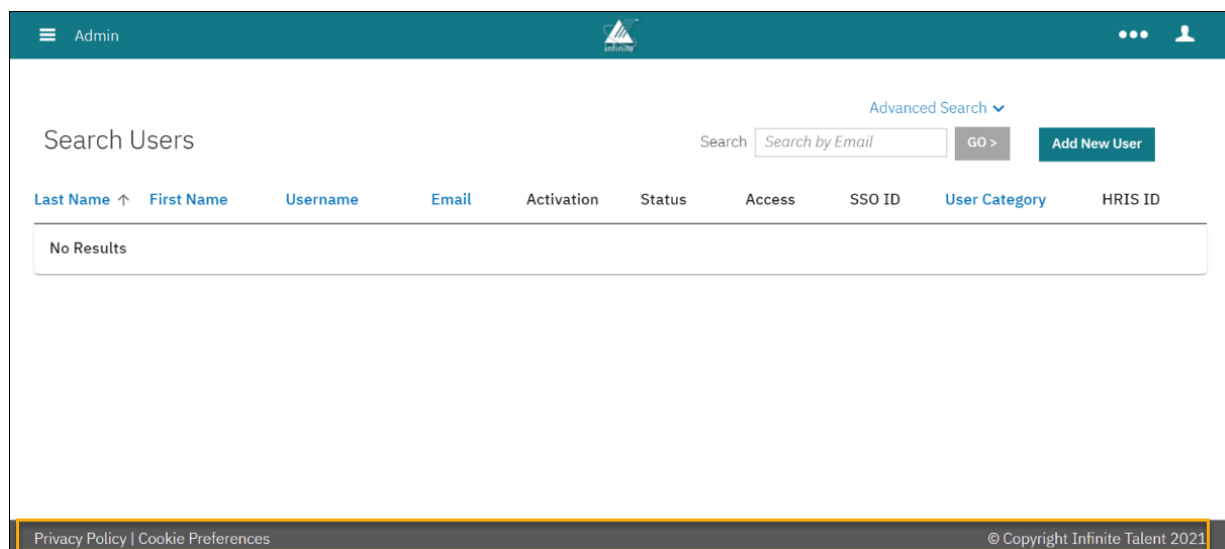 Admin
infinite
Advanced Search
Search Users
Search Search by Email GO > Add New User
Last Name First Name Username Email Activation Status Access SSO ID User Category HRIS ID
No Results
Privacy Policy | Cookie Preferences © Copyright Infinite Talent 2021